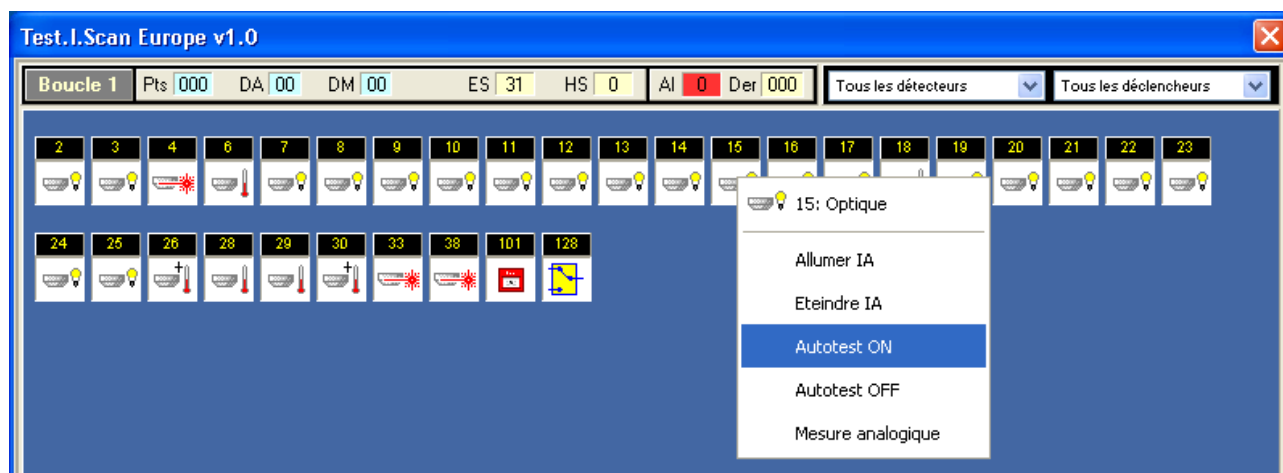 Test.I.Scan Europe v1.0
Boucle 1 Pts 000 DA 00 DM 00 ES 31 HS 0 Al 0 Der 000 Tous les détecteurs Tous les déclencheurs
2 3 4 6 7 8 9 10 11 12 13 14 15 16 17 18 19 20 21 22 23
15: Optique
24 25 26 28 29 30 33 38 101 128
Allumer IA
Eteindre IA
Autotest ON
Autotest OFF
Mesure analogique